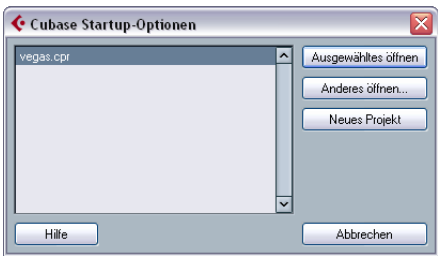 Cubase Startup-Optionen
vegas.cpr
Ausgewähltes öffnen
Anderes öffnen...
Neues Projekt
Hilfe
Abbrechen